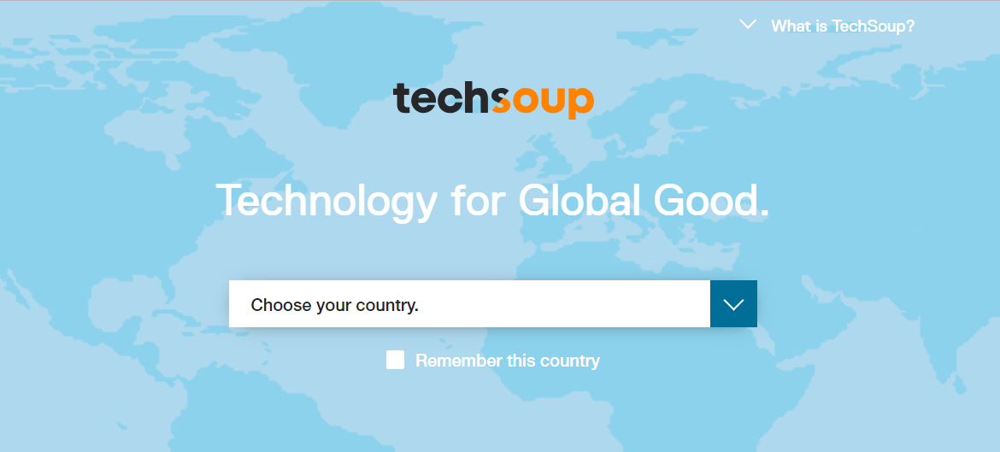 What is TechSoup?
techsoup
Technology for Global Good.
Choose your country.
Remember this country